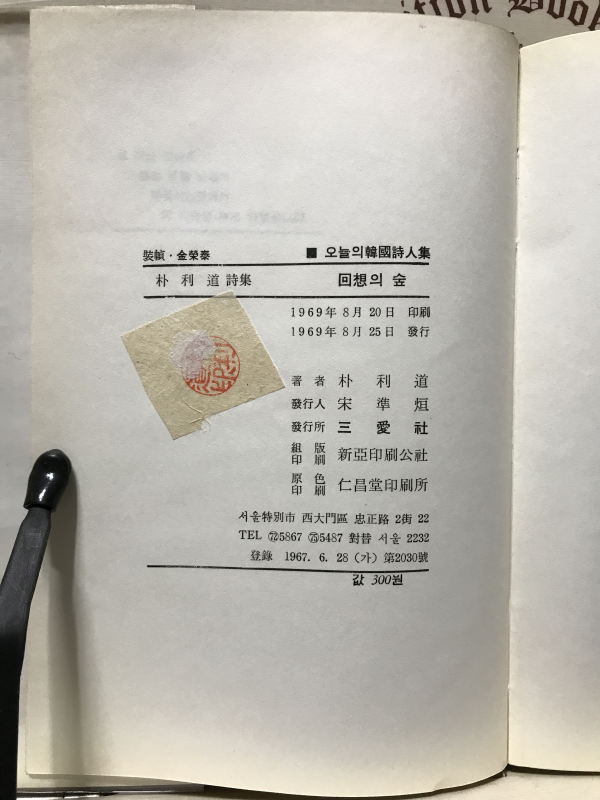 tion Book
裝幀・金榮泰 ■ 오늘의韓國詩人集
朴利道詩集 回想의 숲
1969年 8月 20日 印刷
1969年 8月 25日 發行
著者 朴利道
發行人 宋準烜
發行所 三愛社
組版
印刷 新亞印刷公社
原色
印刷 仁昌堂印刷所
서울特別市 西大門區 忠正路 2街 22
TEL ㉒5867 ㉕5487 對替 서울 2232
登錄 1967. 6. 28 (가) 第2030號
값 300원